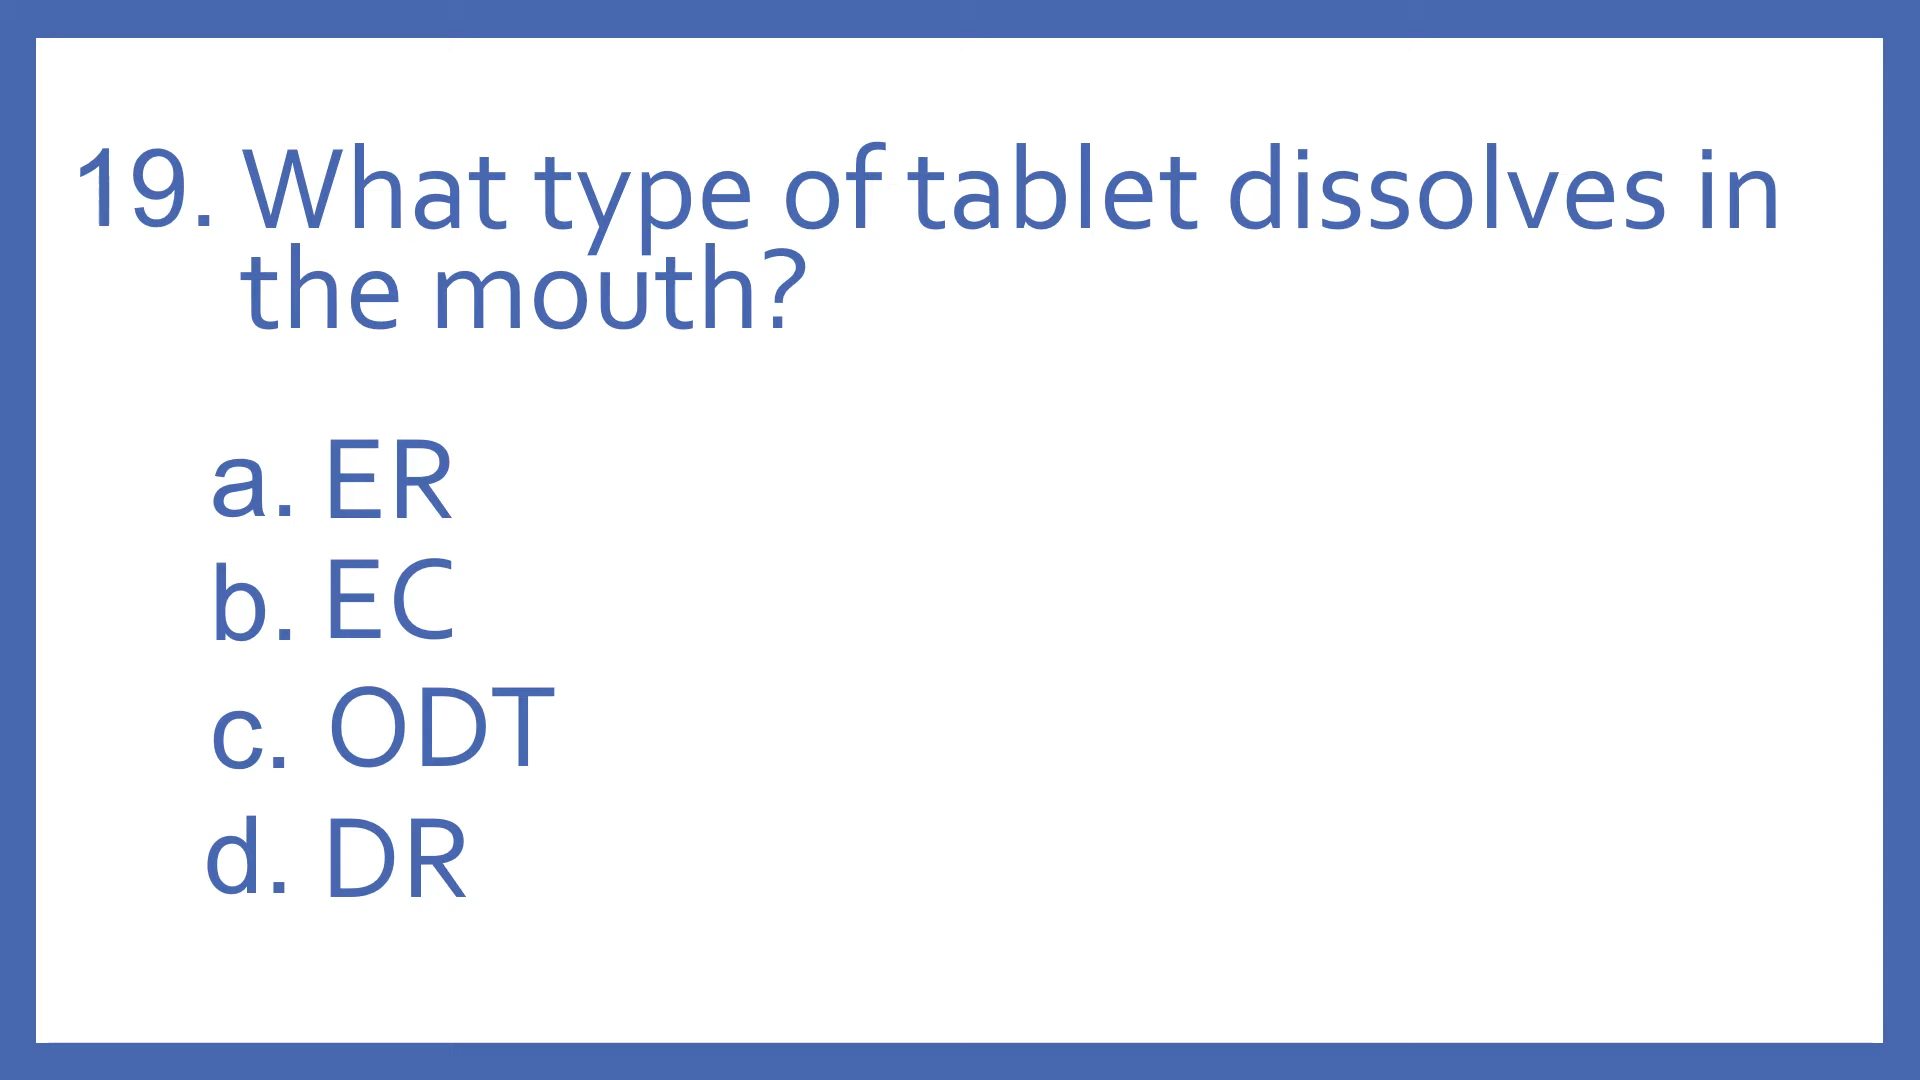 19. What type of tablet dissolves in
the mouth?
a. ER
b. EC
c. ODT
d. DR